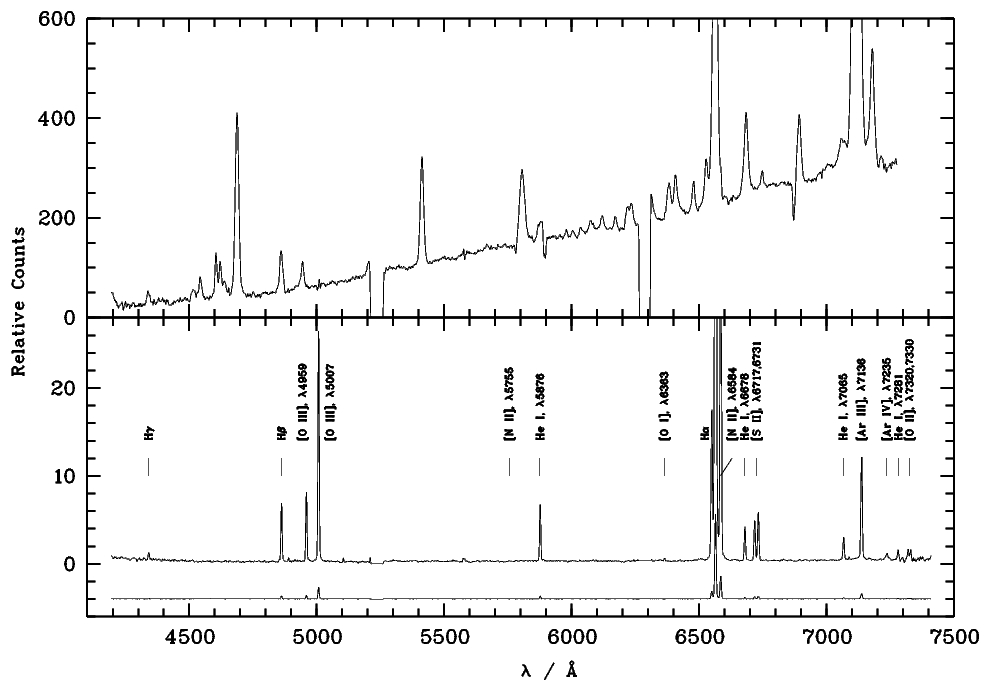 600
400
200
0
Relative Counts
20
10
0
Hγ
Hβ
[O III], λ4959
[O III], λ5007
[N II], λ5755
He I, λ5876
[O I], λ6363
Hα
[N II], λ6584
He I, λ6678
[S II], λ6717,6731
He I, λ7065
[Ar III], λ7136
[Ar IV], λ7235
He I, λ7281
[O II], λ7320,7330
4500 5000 5500 6000 6500 7000 7500
λ / Å